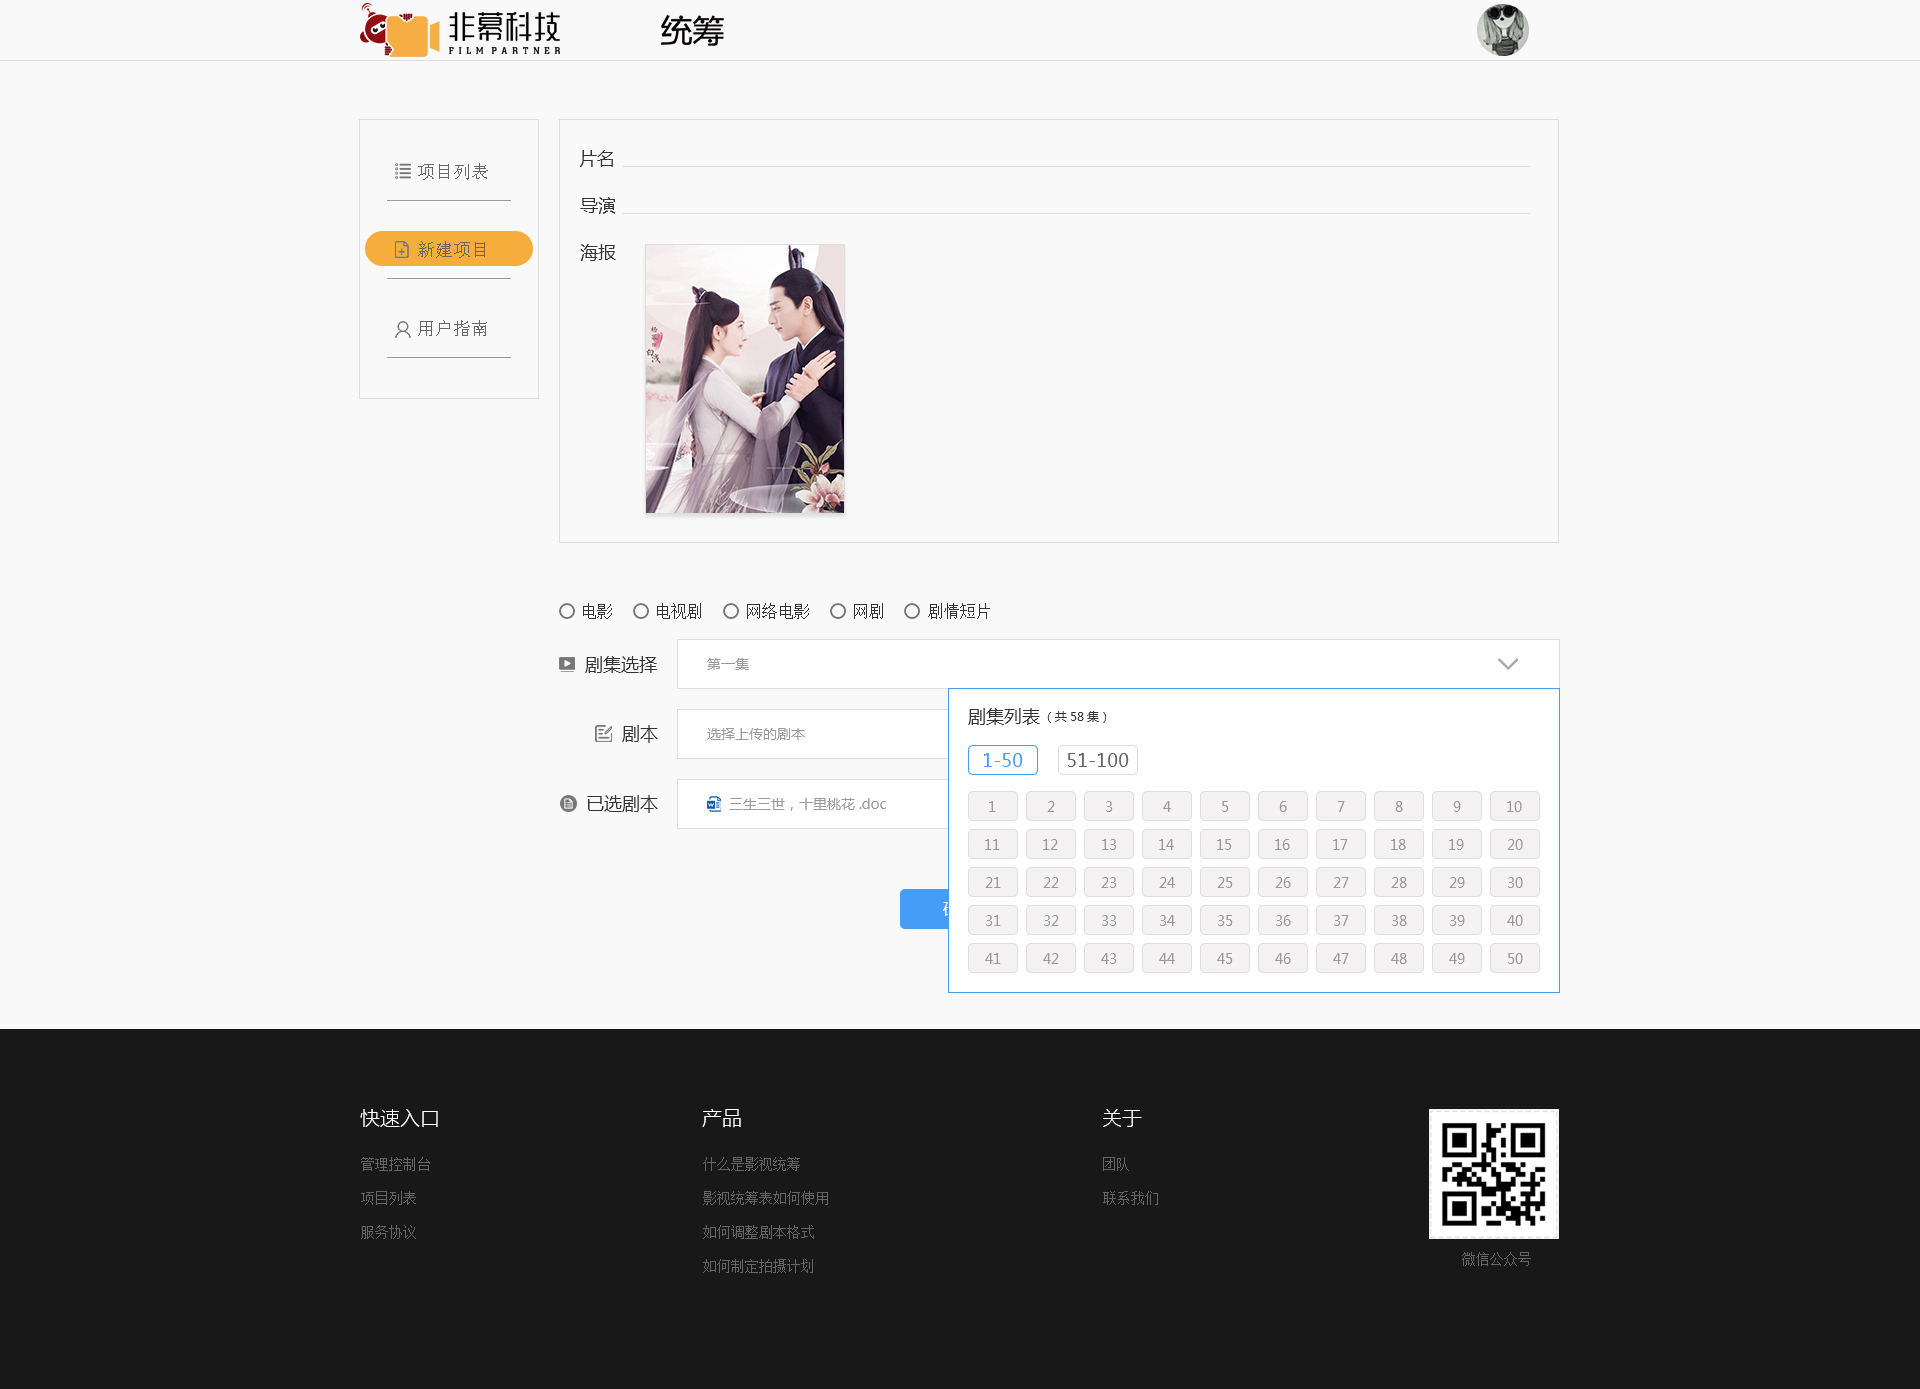 非幕科技
FILM PARTNER
统筹
项目列表
新建项目
用户指南
片名
导演
海报
白浅
电影 电视剧 网络电影 网剧 剧情短片
剧集选择 第一集
剧集列表（共 58 集）
剧本 选择上传的剧本
1-50 51-100
已选剧本 三生三世，十里桃花 .doc
1 2 3 4 5 6 7 8 9 10
11 12 13 14 15 16 17 18 19 20
21 22 23 24 25 26 27 28 29 30
31 32 33 34 35 36 37 38 39 40
41 42 43 44 45 46 47 48 49 50
快速入口
管理控制台
项目列表
服务协议
产品
什么是影视统筹
影视统筹表如何使用
如何调整剧本格式
如何制定拍摄计划
关于
团队
联系我们
微信公众号